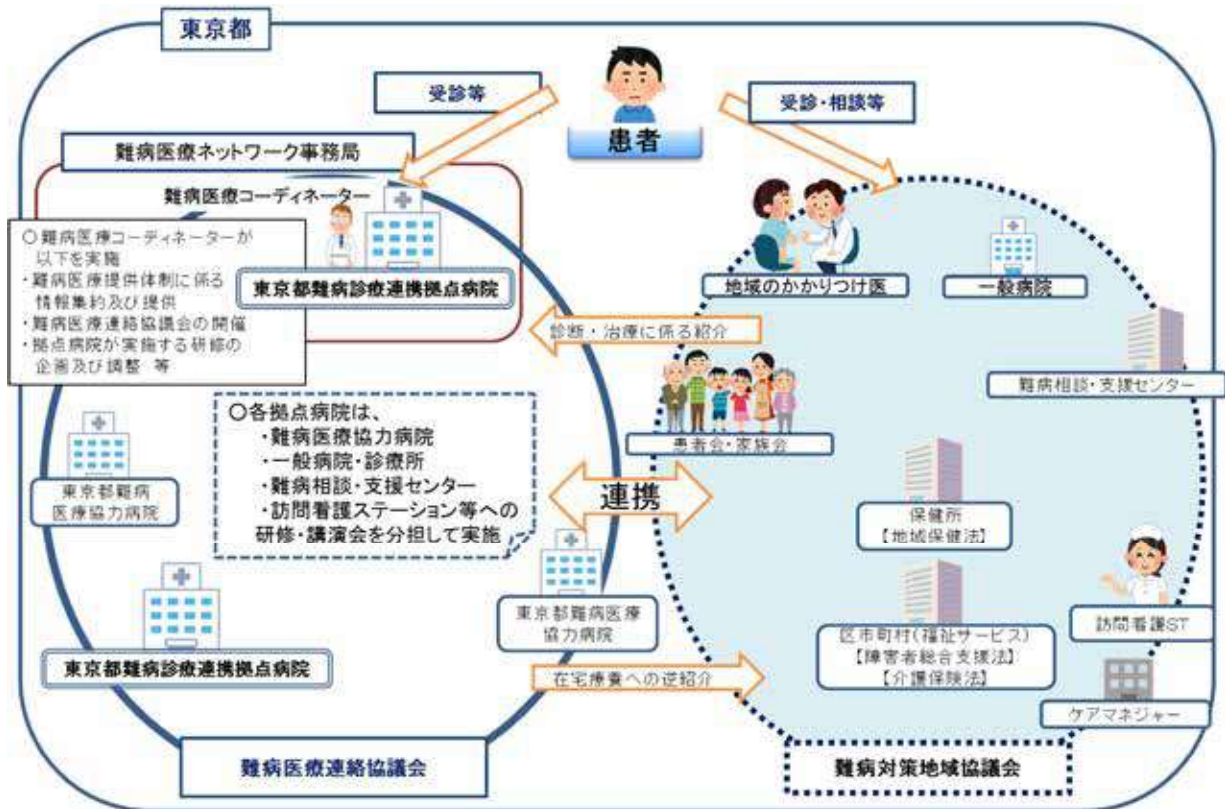 東京都
受診等
受診・相談等
患者
難病医療ネットワーク事務局
難病医療コーディネーター
○難病医療コーディネーターが
以下を実施
・難病医療提供体制に係る
情報集約及び提供
・難病医療連絡協議会の開催
・拠点病院が実施する研修の
企画及び調整 等
東京都難病診療連携拠点病院
地域のかかりつけ医
一般病院
診断・治療に係る紹介
難病相談・支援センター
患者会・家族会
○各拠点病院は、
・難病医療協力病院
・一般病院・診療所
・難病相談・支援センター
・訪問看護ステーション等への
研修・講演会を分担して実施
東京都難病
医療協力病院
連携
保健所
【地域保健法】
東京都難病医療
協力病院
訪問看護ST
区市町村(福祉サービス)
【障害者総合支援法】
【介護保険法】
東京都難病診療連携拠点病院
在宅療養への逆紹介
ケアマネジャー
難病医療連絡協議会
難病対策地域協議会